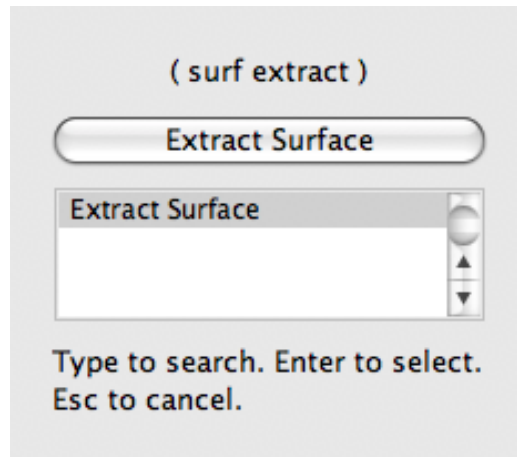 ( surf extract )
Extract Surface
Extract Surface
Type to search. Enter to select.
Esc to cancel.